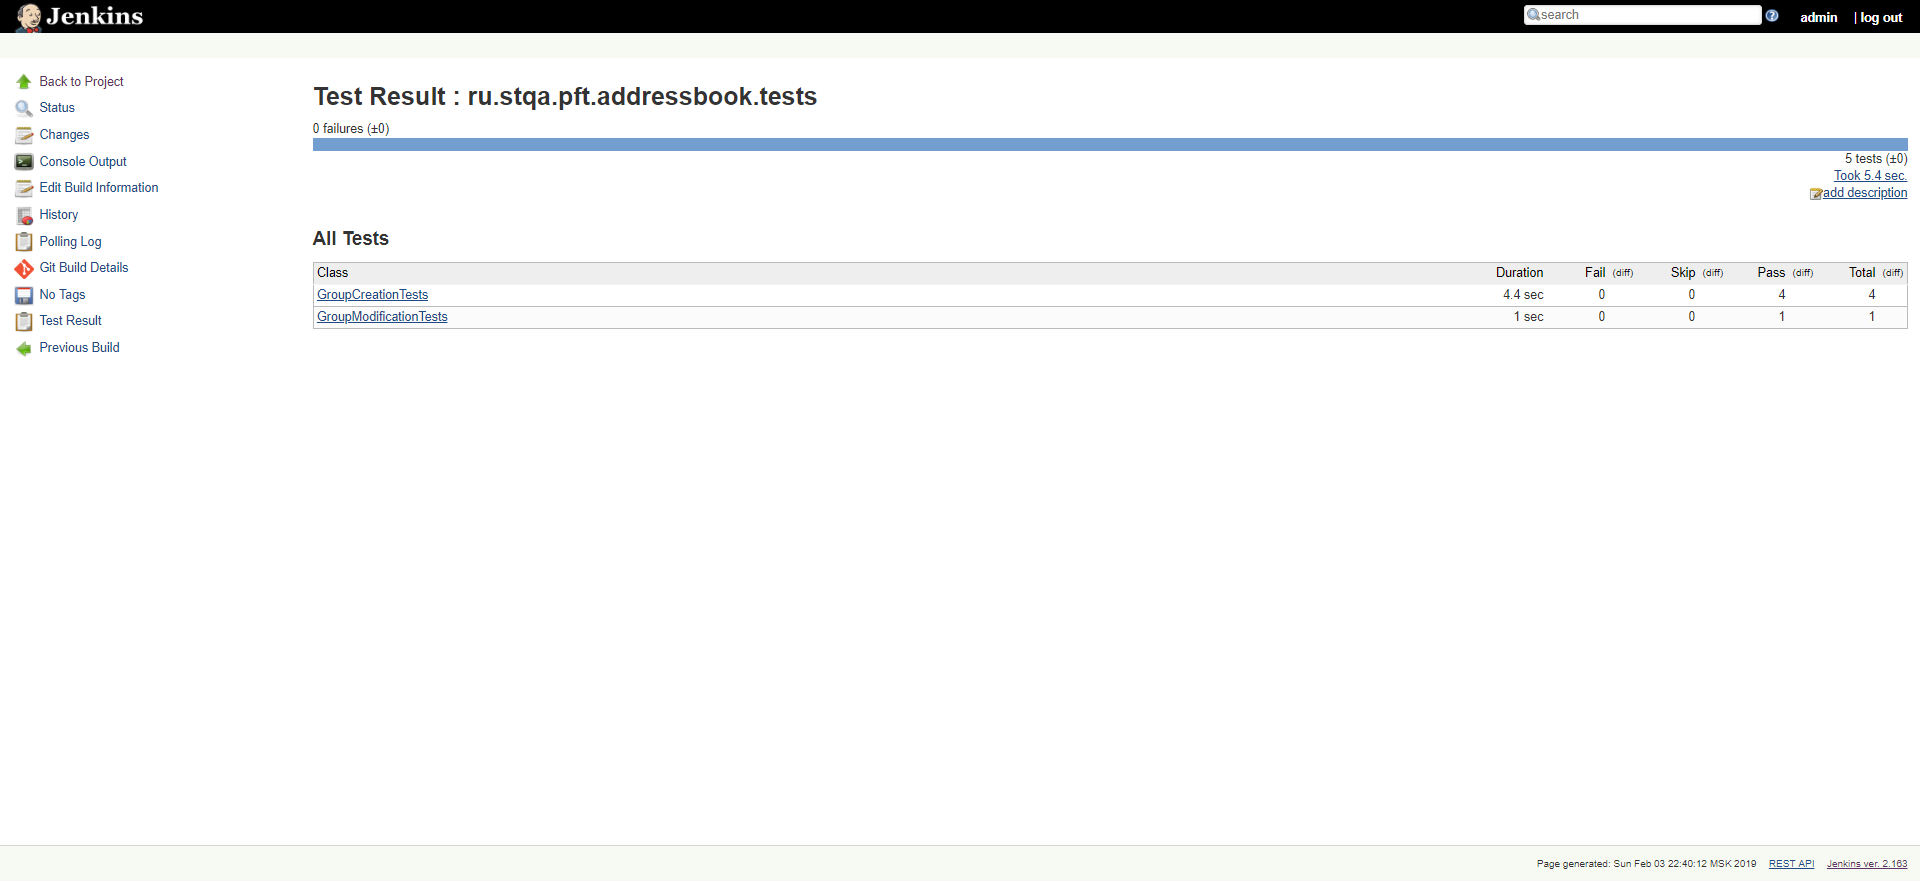 Jenkins
search
admin | log out
Back to Project
Status
Changes
Console Output
Edit Build Information
History
Polling Log
Git Build Details
No Tags
Test Result
Previous Build
Test Result : ru.stqa.pft.addressbook.tests
0 failures (±0)
5 tests (±0)
Took 5.4 sec.
add description
All Tests
Class Duration Fail (diff) Skip (diff) Pass (diff) Total (diff)
GroupCreationTests 4.4 sec 0 0 4 4
GroupModificationTests 1 sec 0 0 1 1
Page generated: Sun Feb 03 22:40:12 MSK 2019 REST API Jenkins ver. 2.163